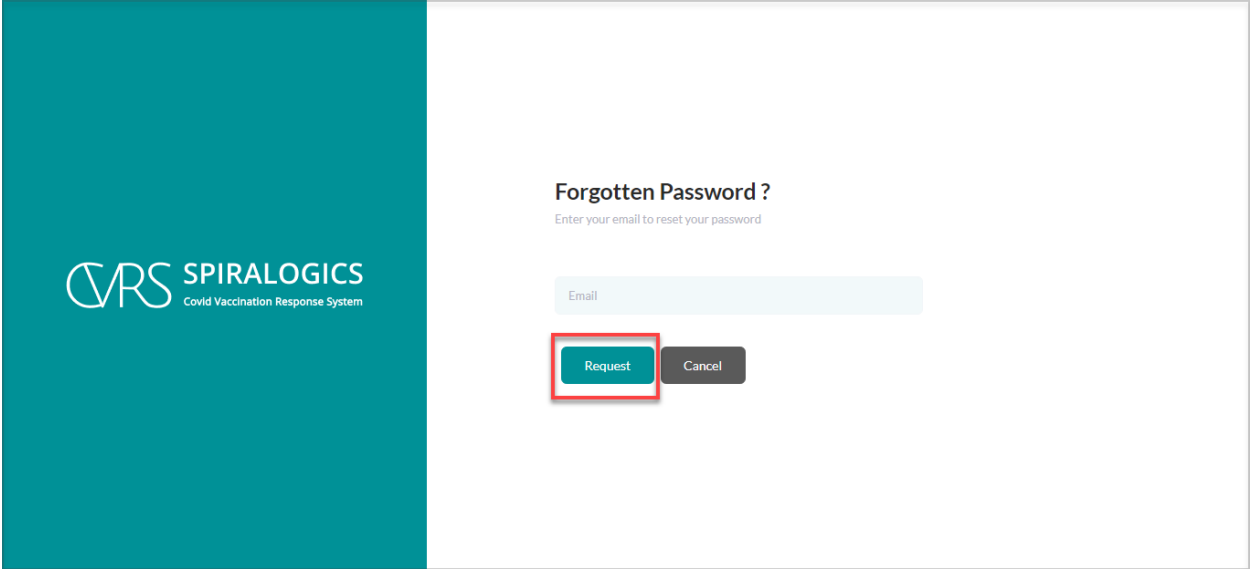 CVRS SPIRALOGICS
Covid Vaccination Response System
Forgotten Password ?
Enter your email to reset your password
Email
Request Cancel